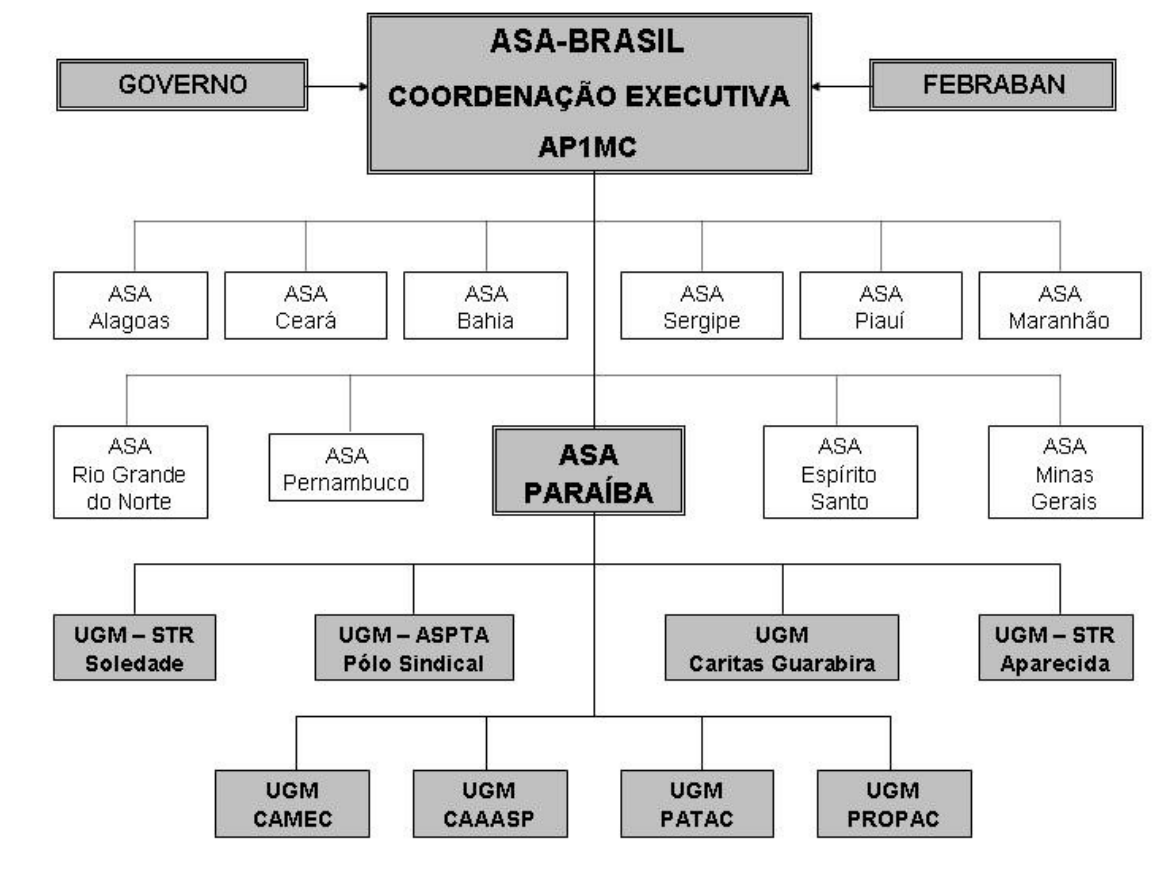 ASA-BRASIL
COORDENAÇÃO EXECUTIVA
AP1MC
GOVERNO
FEBRABAN
ASA
Alagoas
ASA
Ceará
ASA
Bahia
ASA
Sergipe
ASA
Piauí
ASA
Maranhão
ASA
Rio Grande
do Norte
ASA
Pernambuco
ASA
PARAÍBA
ASA
Espírito
Santo
ASA
Minas
Gerais
UGM – STR
Soledade
UGM – ASPTA
Pólo Sindical
UGM
Caritas Guarabira
UGM – STR
Aparecida
UGM
CAMEC
UGM
CAAASP
UGM
PATAC
UGM
PROPAC